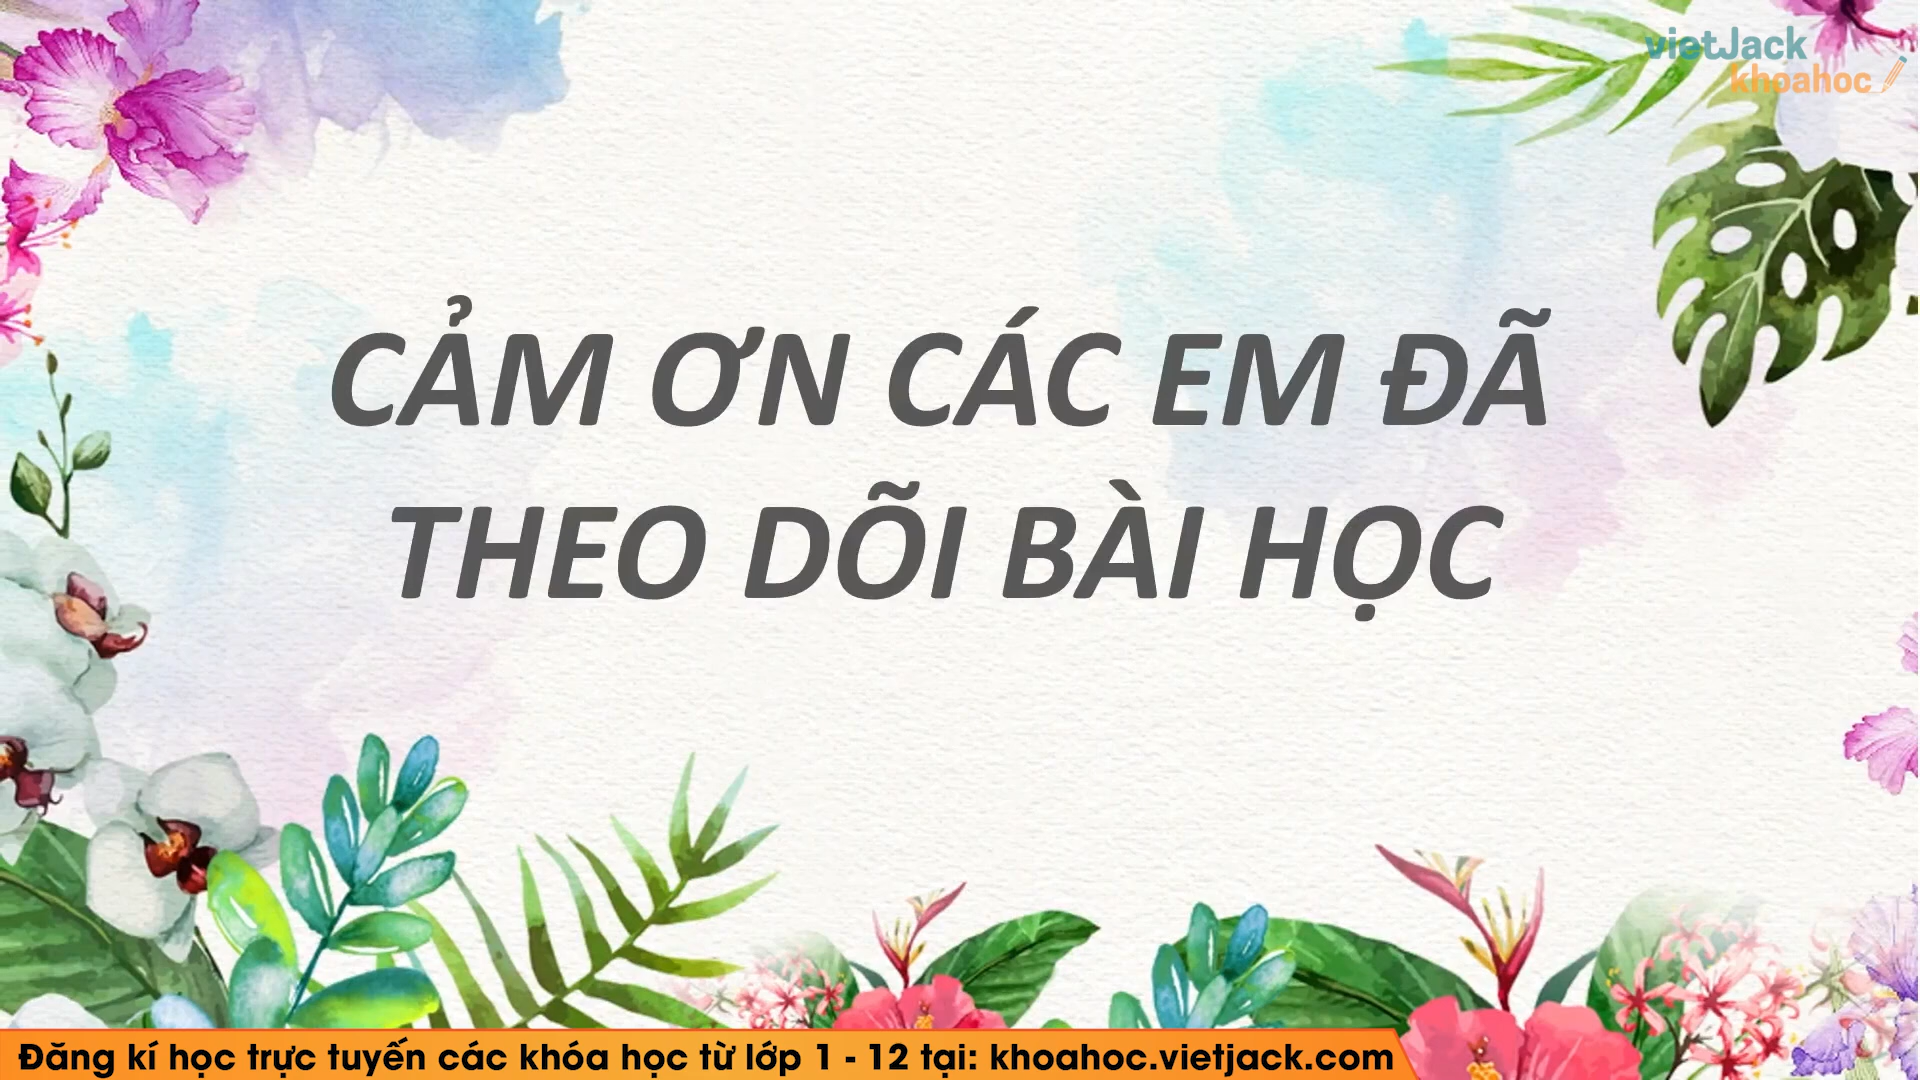 vietJack
khoahoc
CẢM ƠN CÁC EM ĐÃ
THEO DÕI BÀI HỌC
Đăng kí học trực tuyến các khóa học từ lớp 1 - 12 tại: khoahoc.vietjack.com